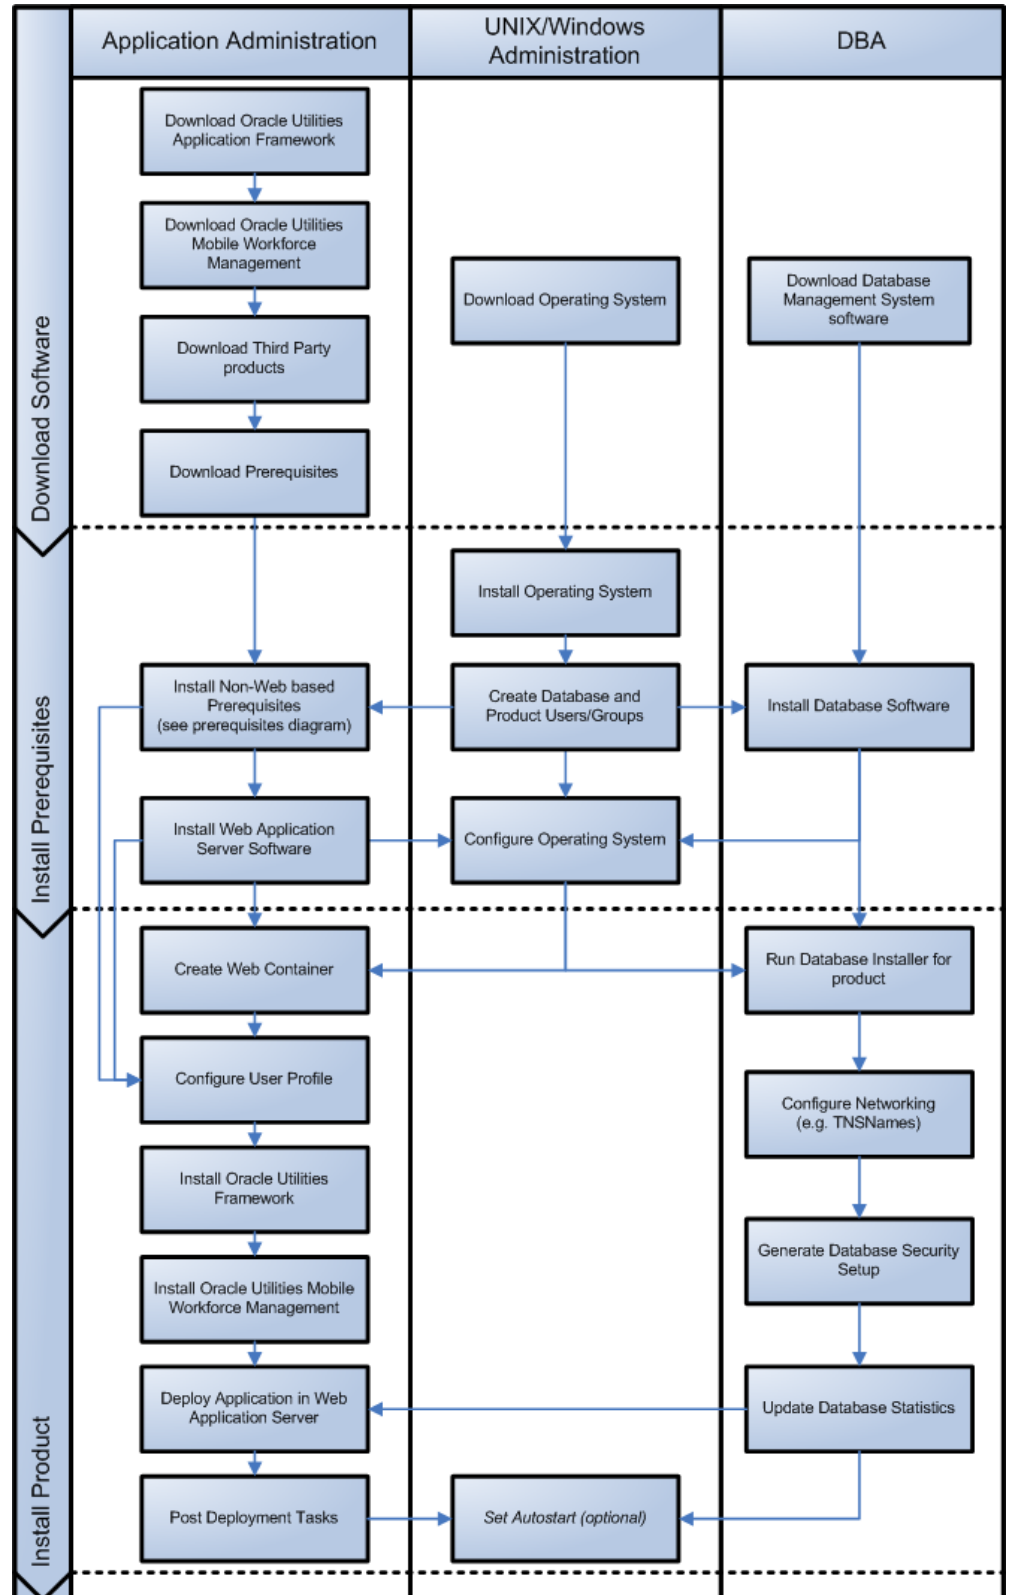 Application Administration
UNIX/Windows
Administration
DBA
Download Software
Download Oracle Utilities
Application Framework
Download Oracle Utilities
Mobile Workforce
Management
Download Operating System
Download Database
Management System
software
Download Third Party
products
Download Prerequisites
Install Prerequisites
Install Operating System
Install Non-Web based
Prerequisites
(see prerequisites diagram)
Create Database and
Product Users/Groups
Install Database Software
Install Web Application
Server Software
Configure Operating System
Install Product
Create Web Container
Run Database Installer for
product
Configure User Profile
Configure Networking
(e.g. TNSNames)
Install Oracle Utilities
Framework
Generate Database Security
Setup
Install Oracle Utilities Mobile
Workforce Management
Deploy Application in Web
Application Server
Update Database Statistics
Post Deployment Tasks
Set Autostart (optional)